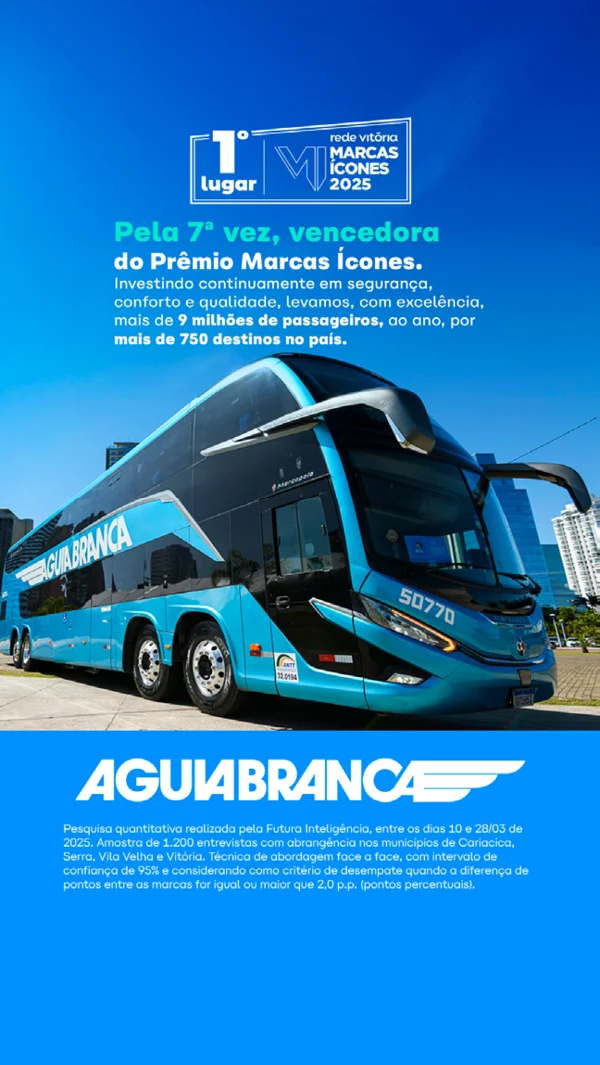 1º
lugar
rede vitória
MARCAS
ÍCONES
2025
Pela 7ª vez, vencedora
do Prêmio Marcas Ícones.
Investindo continuamente em segurança,
conforto e qualidade, levamos, com excelência,
mais de 9 milhões de passageiros, ao ano, por
mais de 750 destinos no país.
Marcopolo
AGUIA BRANCA
50770
ANTT
32.0194
AGUIABRANCA
Pesquisa quantitativa realizada pela Futura Inteligência, entre os dias 10 e 28/03 de
2025. Amostra de 1.200 entrevistas com abrangência nos municípios de Cariacica,
Serra, Vila Velha e Vitória. Técnica de abordagem face a face, com intervalo de
confiança de 95% e considerando como critério de desempate quando a diferença de
pontos entre as marcas for igual ou maior que 2,0 p.p. (pontos percentuais).